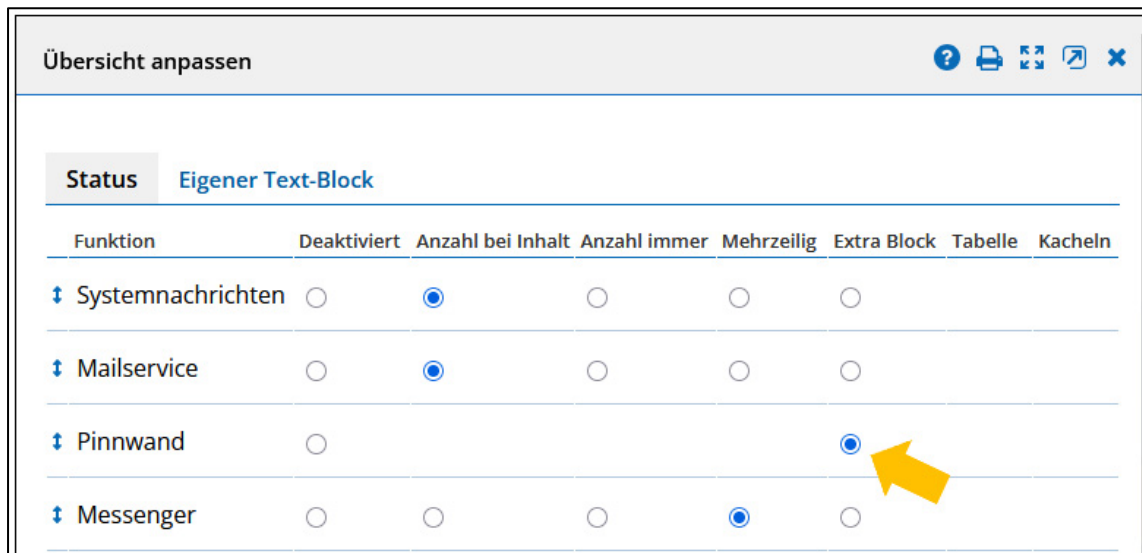 Übersicht anpassen
Status Eigener Text-Block
Funktion Deaktiviert Anzahl bei Inhalt Anzahl immer Mehrzeilig Extra Block Tabelle Kacheln
Systemnachrichten
Mailservice
Pinnwand
Messenger